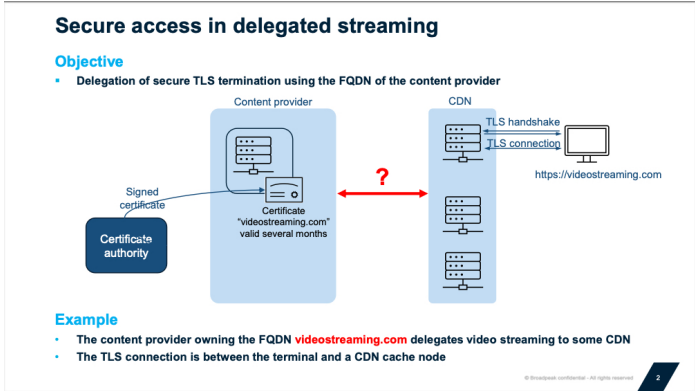 Secure access in delegated streaming
Objective
▪ Delegation of secure TLS termination using the FQDN of the content provider
Content provider
CDN
TLS handshake
TLS connection
https://videostreaming.com
?
Signed
certificate
Certificate
"videostreaming.com"
valid several months
Certificate
authority
Example
• The content provider owning the FQDN videostreaming.com delegates video streaming to some CDN
• The TLS connection is between the terminal and a CDN cache node
© Broadpeak confidential - All rights reserved
2